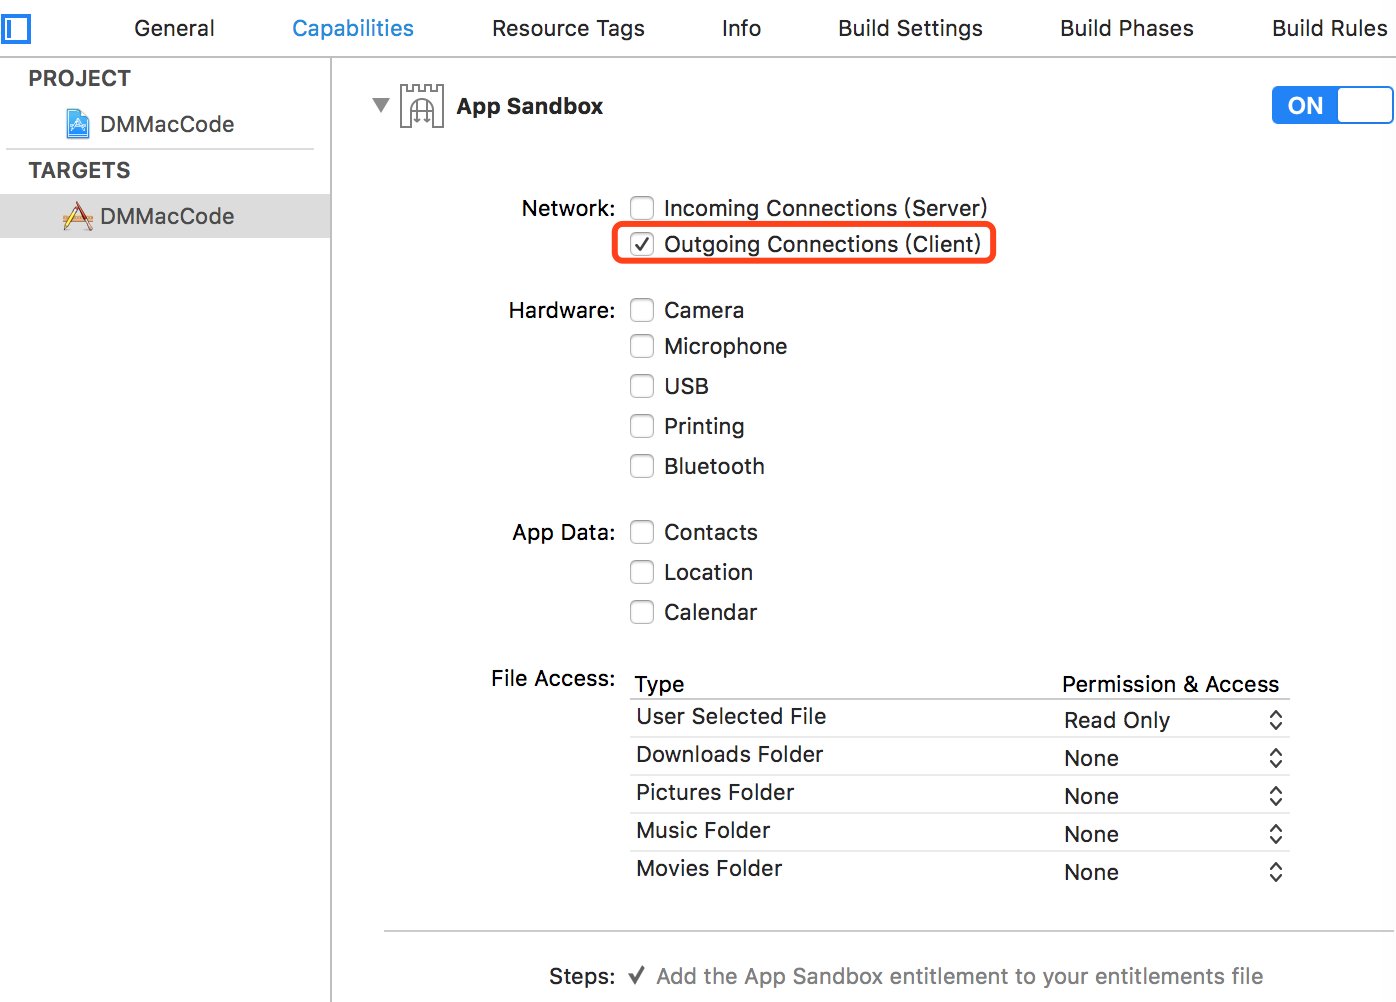 General Capabilities Resource Tags Info Build Settings Build Phases Build Rules
PROJECT
DMMacCode
TARGETS
DMMacCode
App Sandbox
ON
Network: Incoming Connections (Server)
Outgoing Connections (Client)
Hardware: Camera
Microphone
USB
Printing
Bluetooth
App Data: Contacts
Location
Calendar
File Access: Type Permission & Access
User Selected File Read Only
Downloads Folder None
Pictures Folder None
Music Folder None
Movies Folder None
Steps: ✓ Add the App Sandbox entitlement to your entitlements file